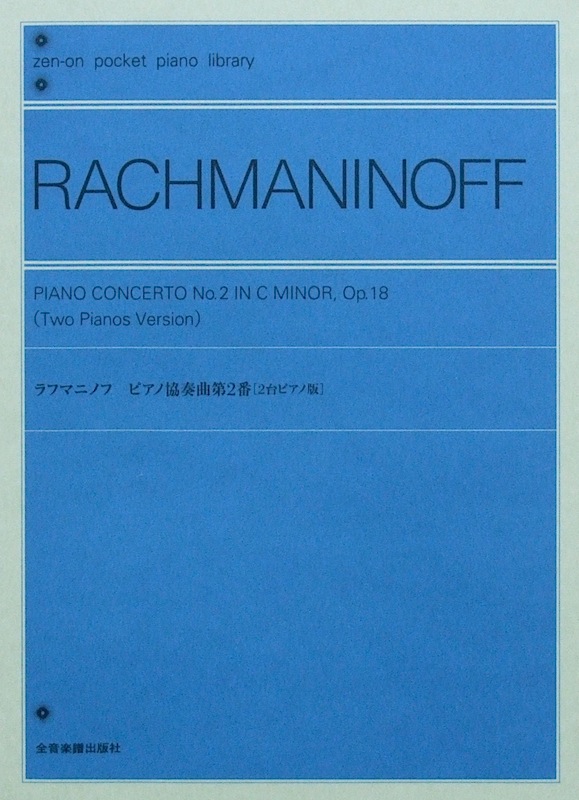 zen-on pocket piano library
RACHMANINOFF
PIANO CONCERTO No.2 IN C MINOR, Op.18
(Two Pianos Version)
ラフマニノフ ピアノ協奏曲第2番[2台ピアノ版]
全音楽譜出版社